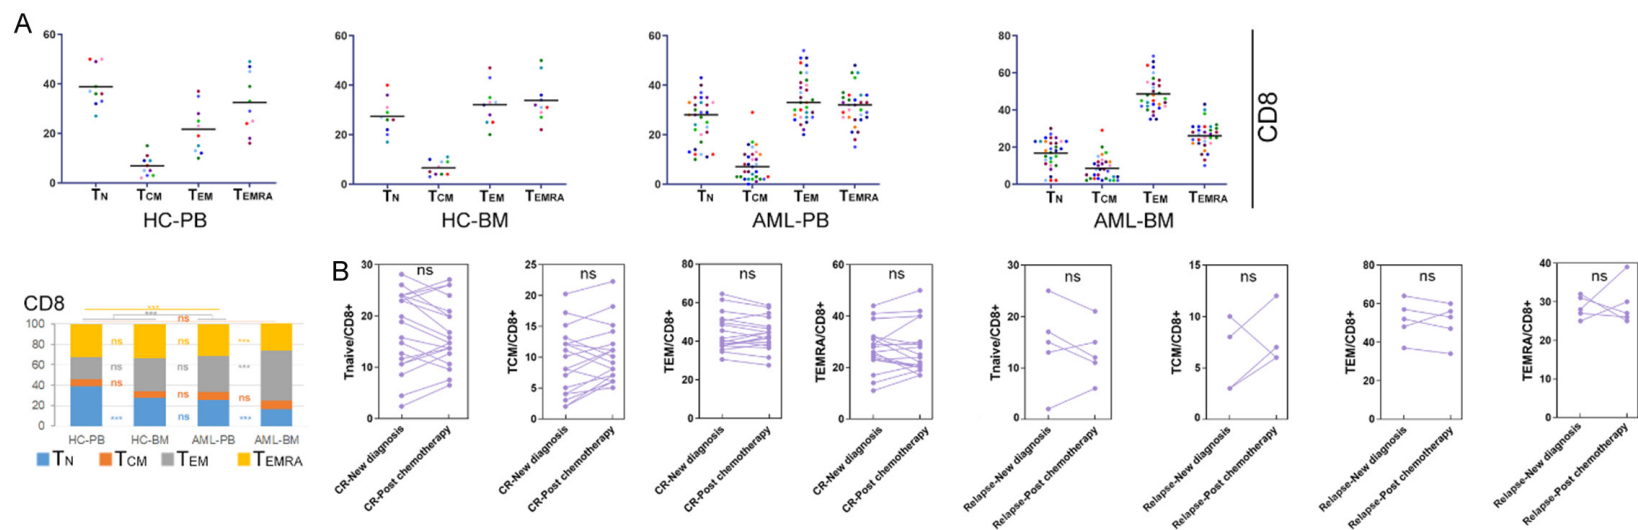 A
60
40
20
0
TN TCM TEM TEMRA
HC-PB
60
40
20
0
TN TCM TEM TEMRA
HC-BM
60
40
20
0
TN TCM TEM TEMRA
AML-PB
80
60
40
20
0
TN TCM TEM TEMRA
AML-BM
CD8
CD8
***
***
ns
100
80
60
40
20
0
ns ns ***
ns ns ***
ns ns ns
*** ns ***
HC-PB HC-BM AML-PB AML-BM
TN TCM TEM TEMRA
B
Tnaive/CD8+
30
20
10
0
ns
CR-New diagnosis
CR-Post chemotherapy
TCM/CD8+
25
20
15
10
5
0
ns
CR-New diagnosis
CR-Post chemotherapy
TEM/CD8+
80
60
40
20
0
ns
CR-New diagnosis
CR-Post chemotherapy
TEMRA/CD8+
60
40
20
0
ns
CR-New diagnosis
CR-Post chemotherapy
Tnaive/CD8+
30
20
10
0
ns
Relapse-New diagnosis
Relapse-Post chemotherapy
TCM/CD8+
15
10
5
0
ns
Relapse-New diagnosis
Relapse-Post chemotherapy
TEM/CD8+
80
60
40
20
0
ns
Relapse-New diagnosis
Relapse-Post chemotherapy
TEMRA/CD8+
40
30
20
10
0
ns
Relapse-New diagnosis
Relapse-Post chemotherapy